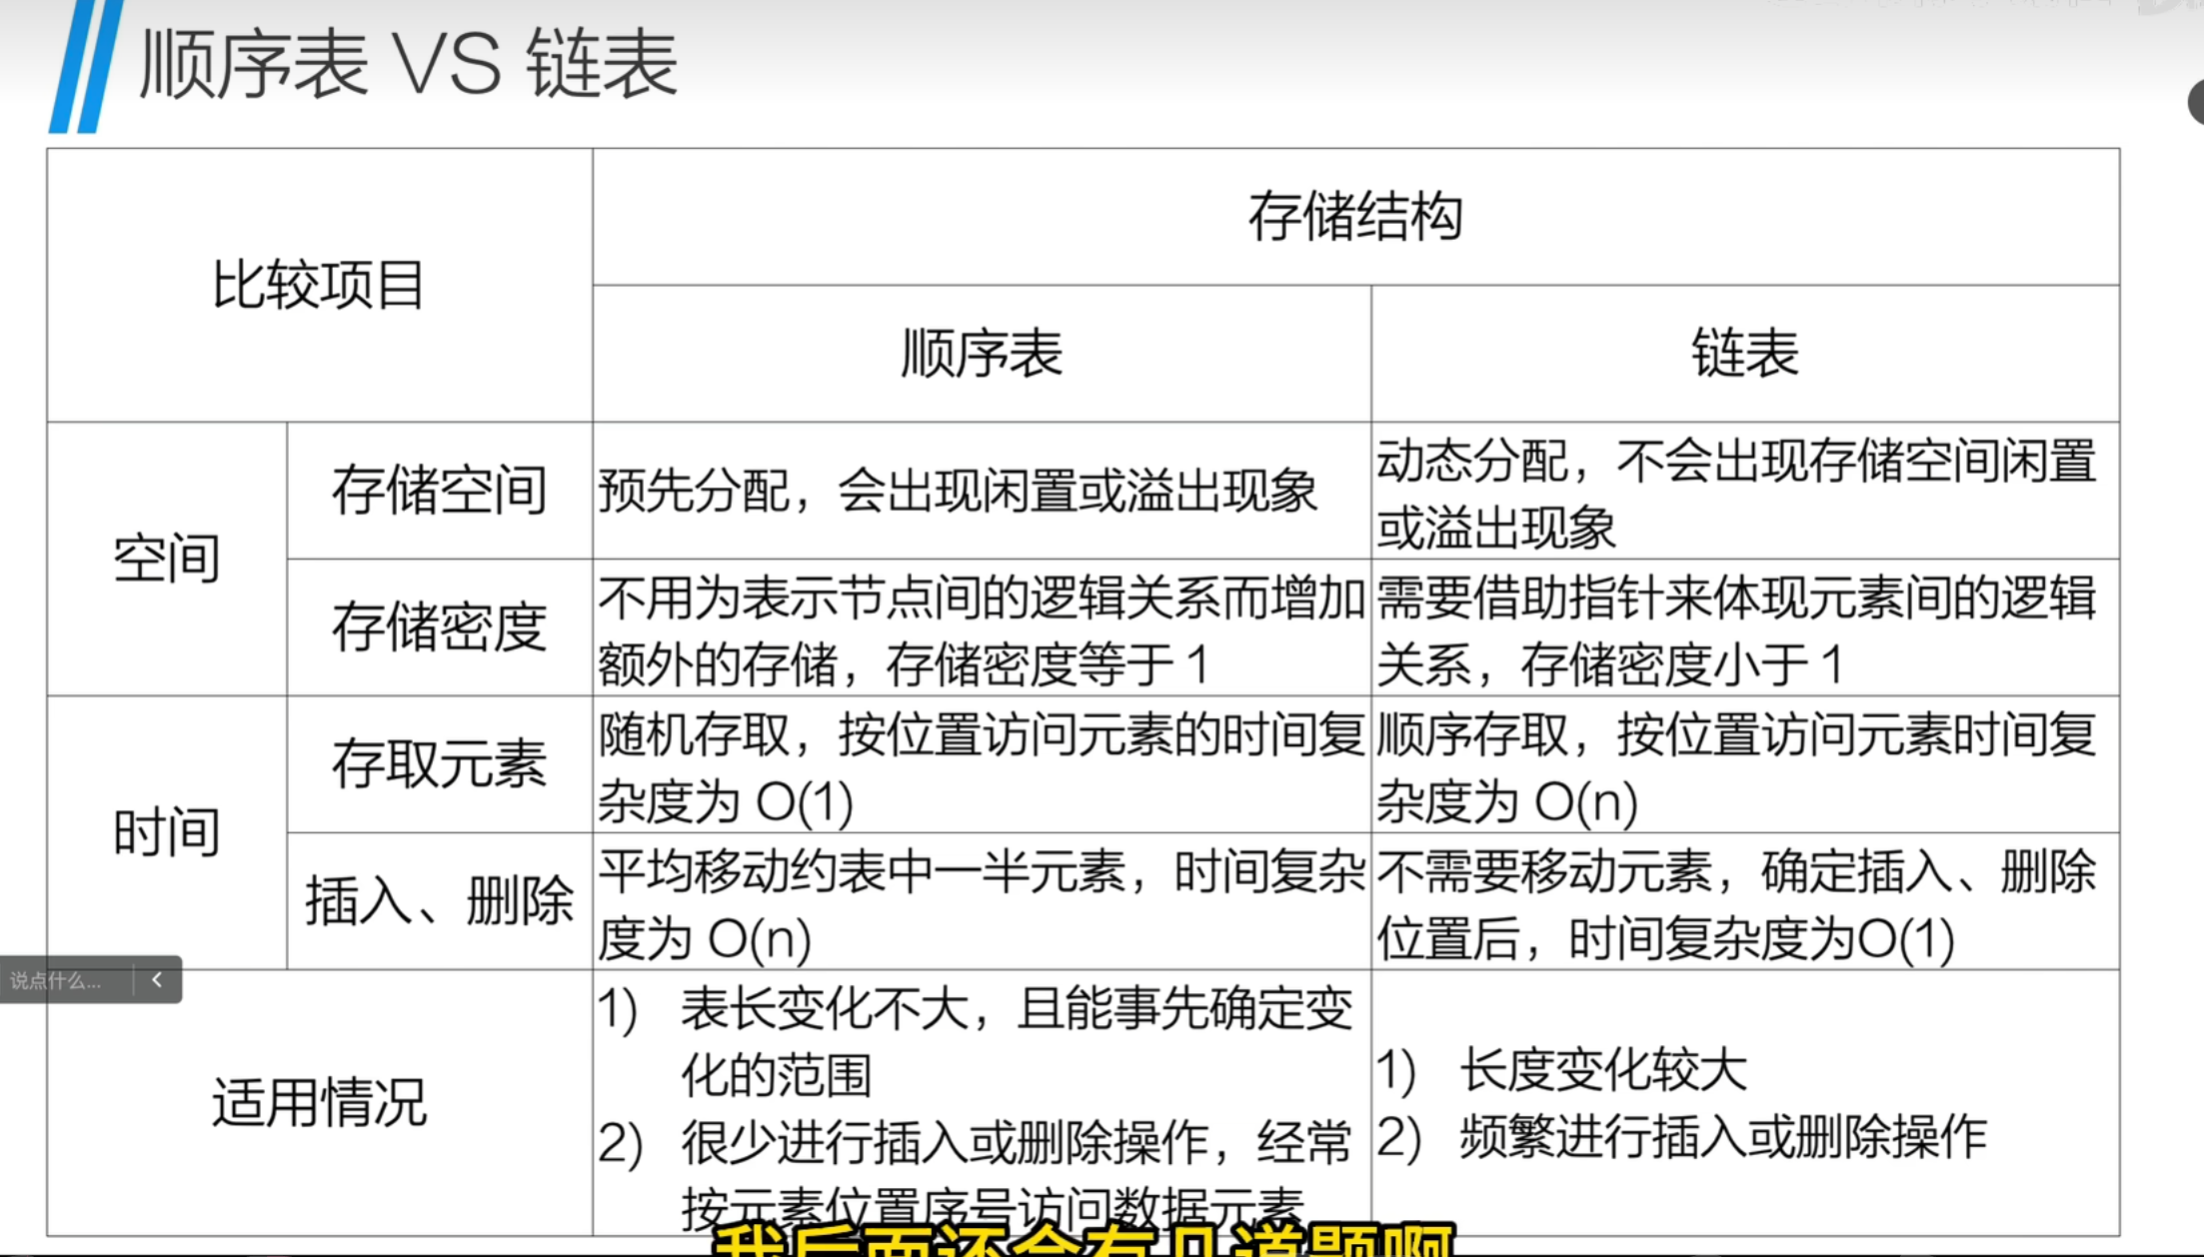 顺序表 VS 链表
比较项目
存储结构
顺序表
链表
空间
存储空间
预先分配，会出现闲置或溢出现象
动态分配，不会出现存储空间闲置
或溢出现象
存储密度
不用为表示节点间的逻辑关系而增加
额外的存储，存储密度等于 1
需要借助指针来体现元素间的逻辑
关系，存储密度小于 1
时间
存取元素
随机存取，按位置访问元素的时间复
杂度为 O(1)
顺序存取，按位置访问元素时间复
杂度为 O(n)
插入、删除
平均移动约表中一半元素，时间复杂
度为 O(n)
不需要移动元素，确定插入、删除
位置后，时间复杂度为O(1)
说点什么...
适用情况
1) 表长变化不大，且能事先确定变
化的范围
2) 很少进行插入或删除操作，经常
按元素位置序号访问数据元素
1) 长度变化较大
2) 频繁进行插入或删除操作
我后面还会有几道题啊